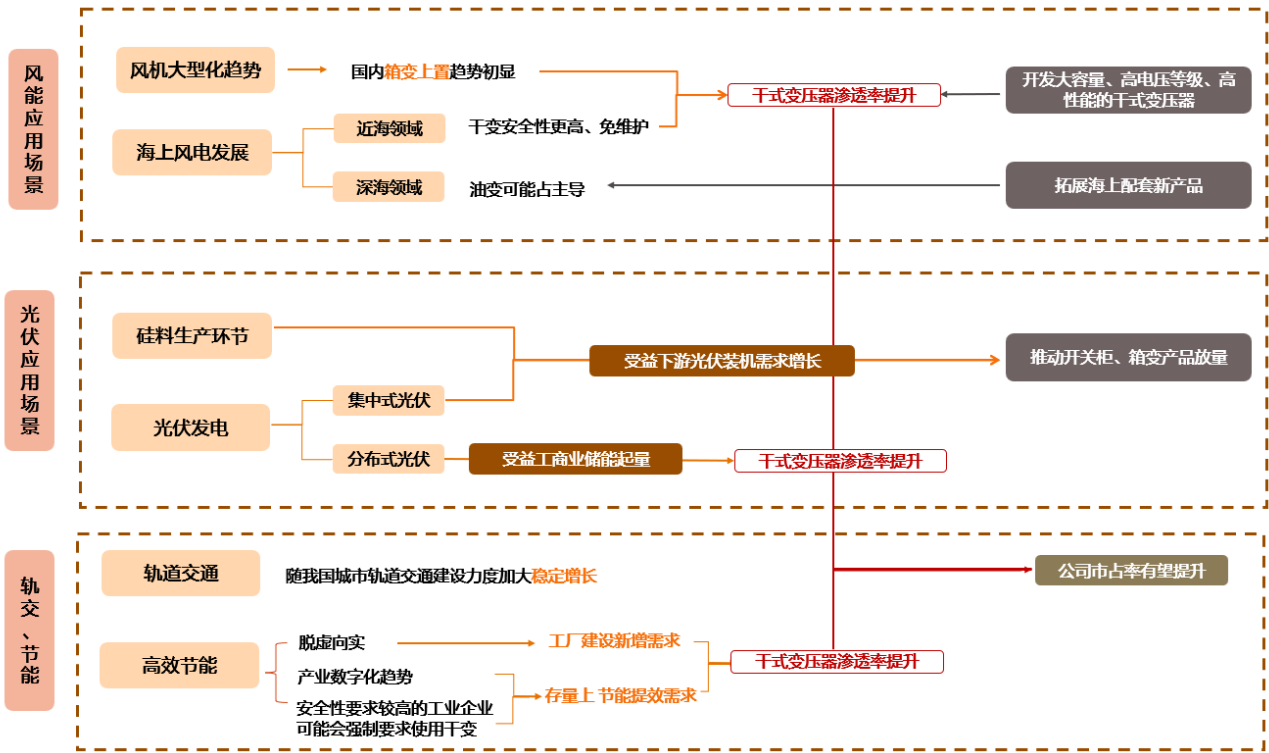 风能应用场景
风机大型化趋势
国内箱变上置趋势初显
干式变压器渗透率提升
开发大容量、高电压等级、高
性能的干式变压器
海上风电发展
近海领域
干变安全性更高、免维护
深海领域
油变可能占主导
拓展海上配套新产品
光伏应用场景
硅料生产环节
受益下游光伏装机需求增长
推动开关柜、箱变产品放量
光伏发电
集中式光伏
分布式光伏
受益工商业储能起量
干式变压器渗透率提升
轨交、节能
轨道交通
随我国城市轨道交通建设力度加大稳定增长
公司市占率有望提升
高效节能
脱虚向实
工厂建设新增需求
产业数字化趋势
安全性要求较高的工业企业
可能会强制要求使用干变
存量上 节能提效需求
干式变压器渗透率提升